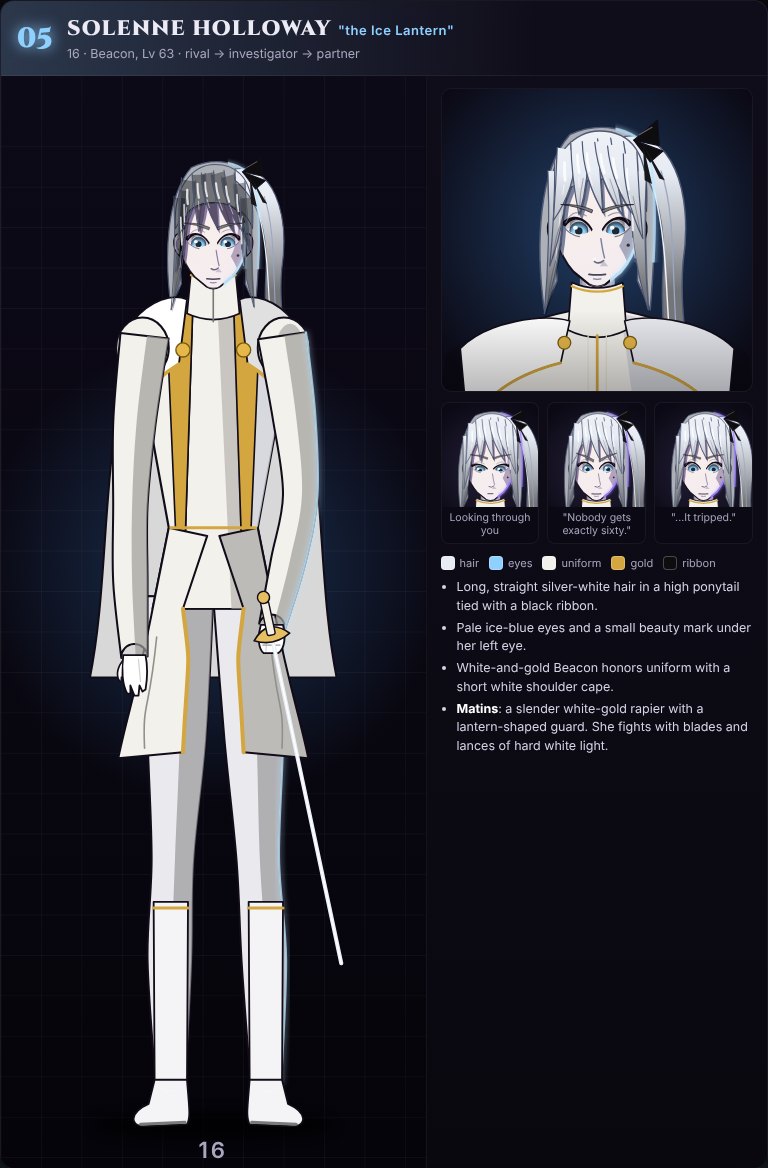 05
SOLENNE HOLLOWAY "the Ice Lantern"
16 · Beacon, Lv 63 · rival → investigator → partner
16
Looking through
you
"Nobody gets
exactly sixty."
"...It tripped."
hair eyes uniform gold ribbon
• Long, straight silver-white hair in a high ponytail
tied with a black ribbon.
• Pale ice-blue eyes and a small beauty mark under
her left eye.
• White-and-gold Beacon honors uniform with a
short white shoulder cape.
• Matins: a slender white-gold rapier with a
lantern-shaped guard. She fights with blades and
lances of hard white light.